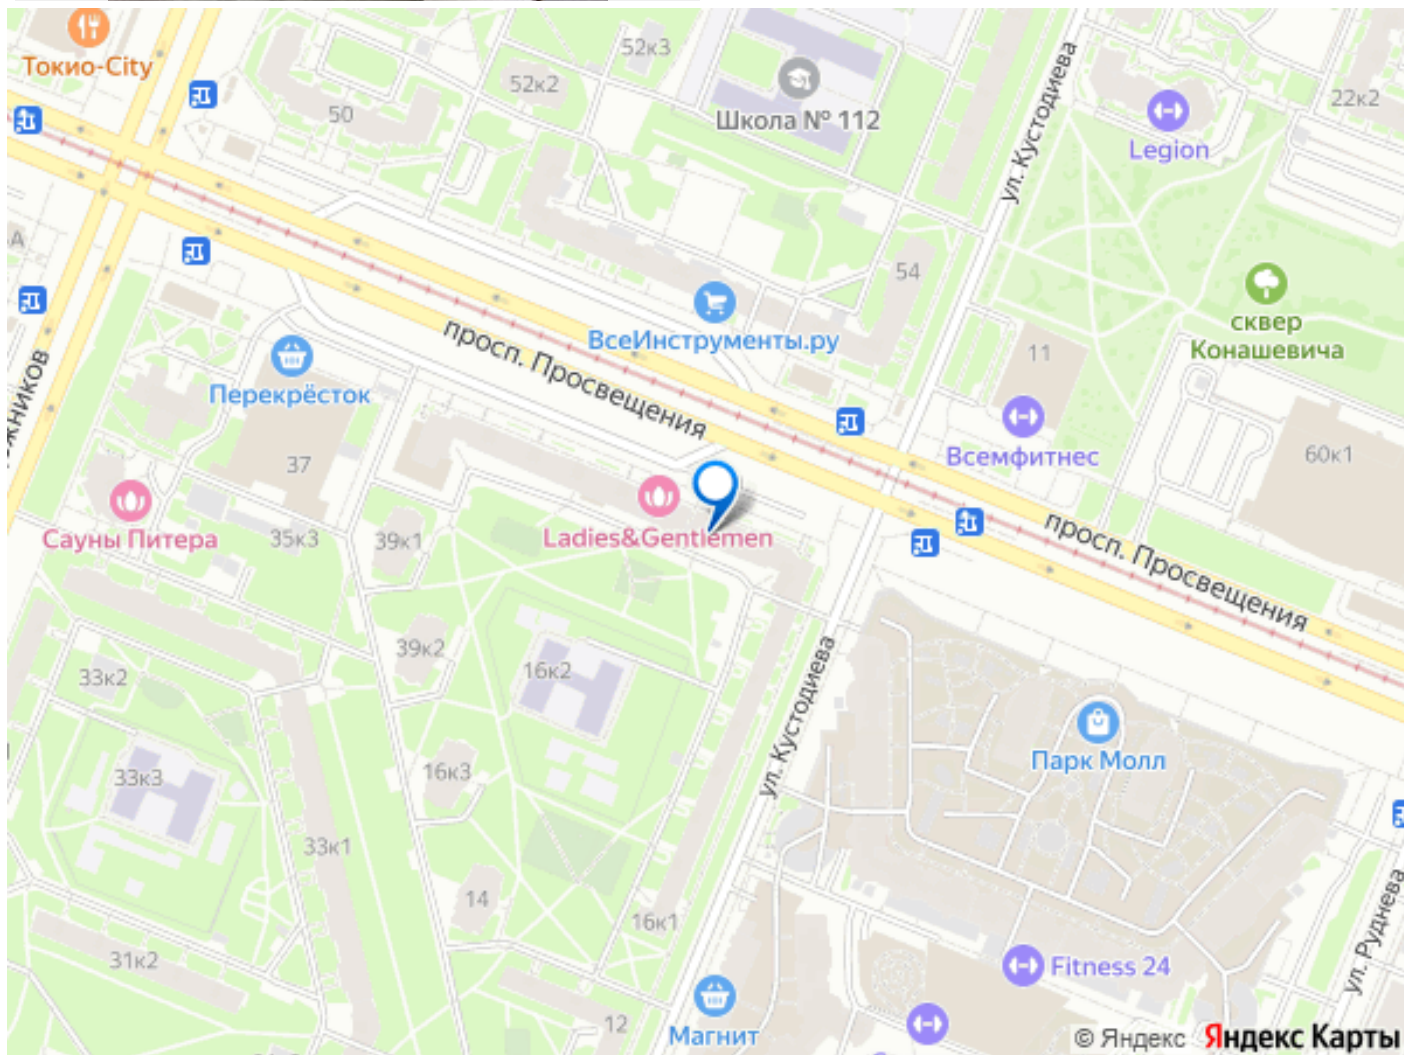 Токио-City
52к3
52к2
50
Школа № 112
ул. Кустодиева
Legion
22к2
А
54
сквер
Конашевича
ВсеИнструменты.ру
просп. Просвещения
11
Перекрёсток
жников
Всемфитнес
60к1
37
Сауны Питера
35к3
39к1
Ladies&Gentlemen
просп. Просвещения
39к2
16к2
33к2
ул. Кустодиева
Парк Молл
33к3
16к3
33к1
14
16к1
ул. Руднева
31к2
Fitness 24
12
Магнит
© Яндекс Яндекс Карты